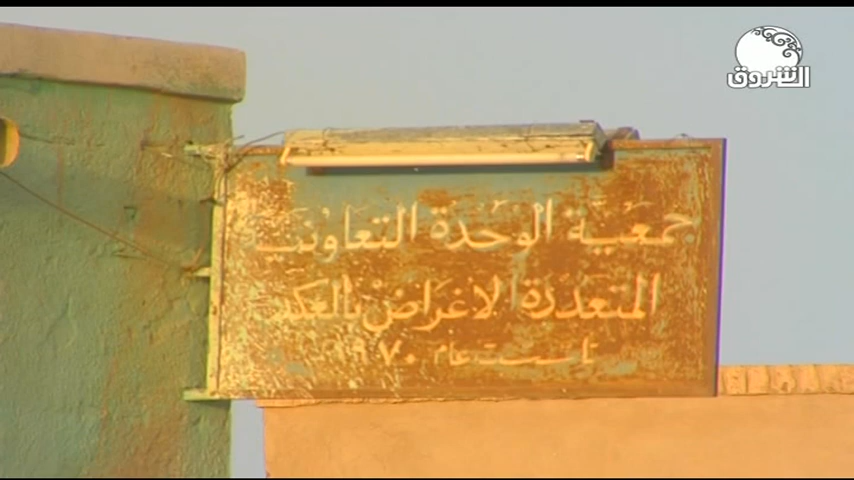 الشروق
جمعية الوحدة التعاونية
المتعددة الاغراض بالعكد
تأسست عام ١٩٧٠